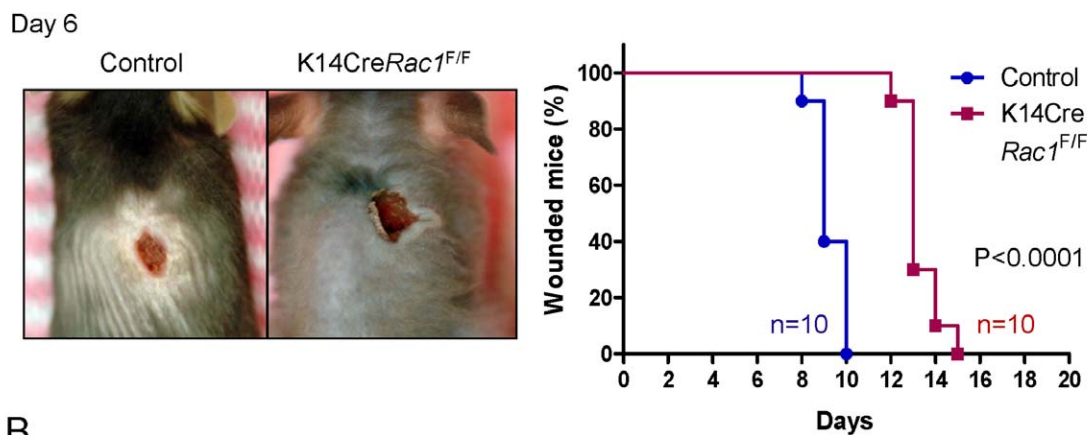 Day 6
Control
K14CreRac1F/F
Wounded mice (%)
100
80
60
40
20
0
0 2 4 6 8 10 12 14 16 18 20
Days
Control
K14Cre
Rac1F/F
P<0.0001
n=10
n=10
B